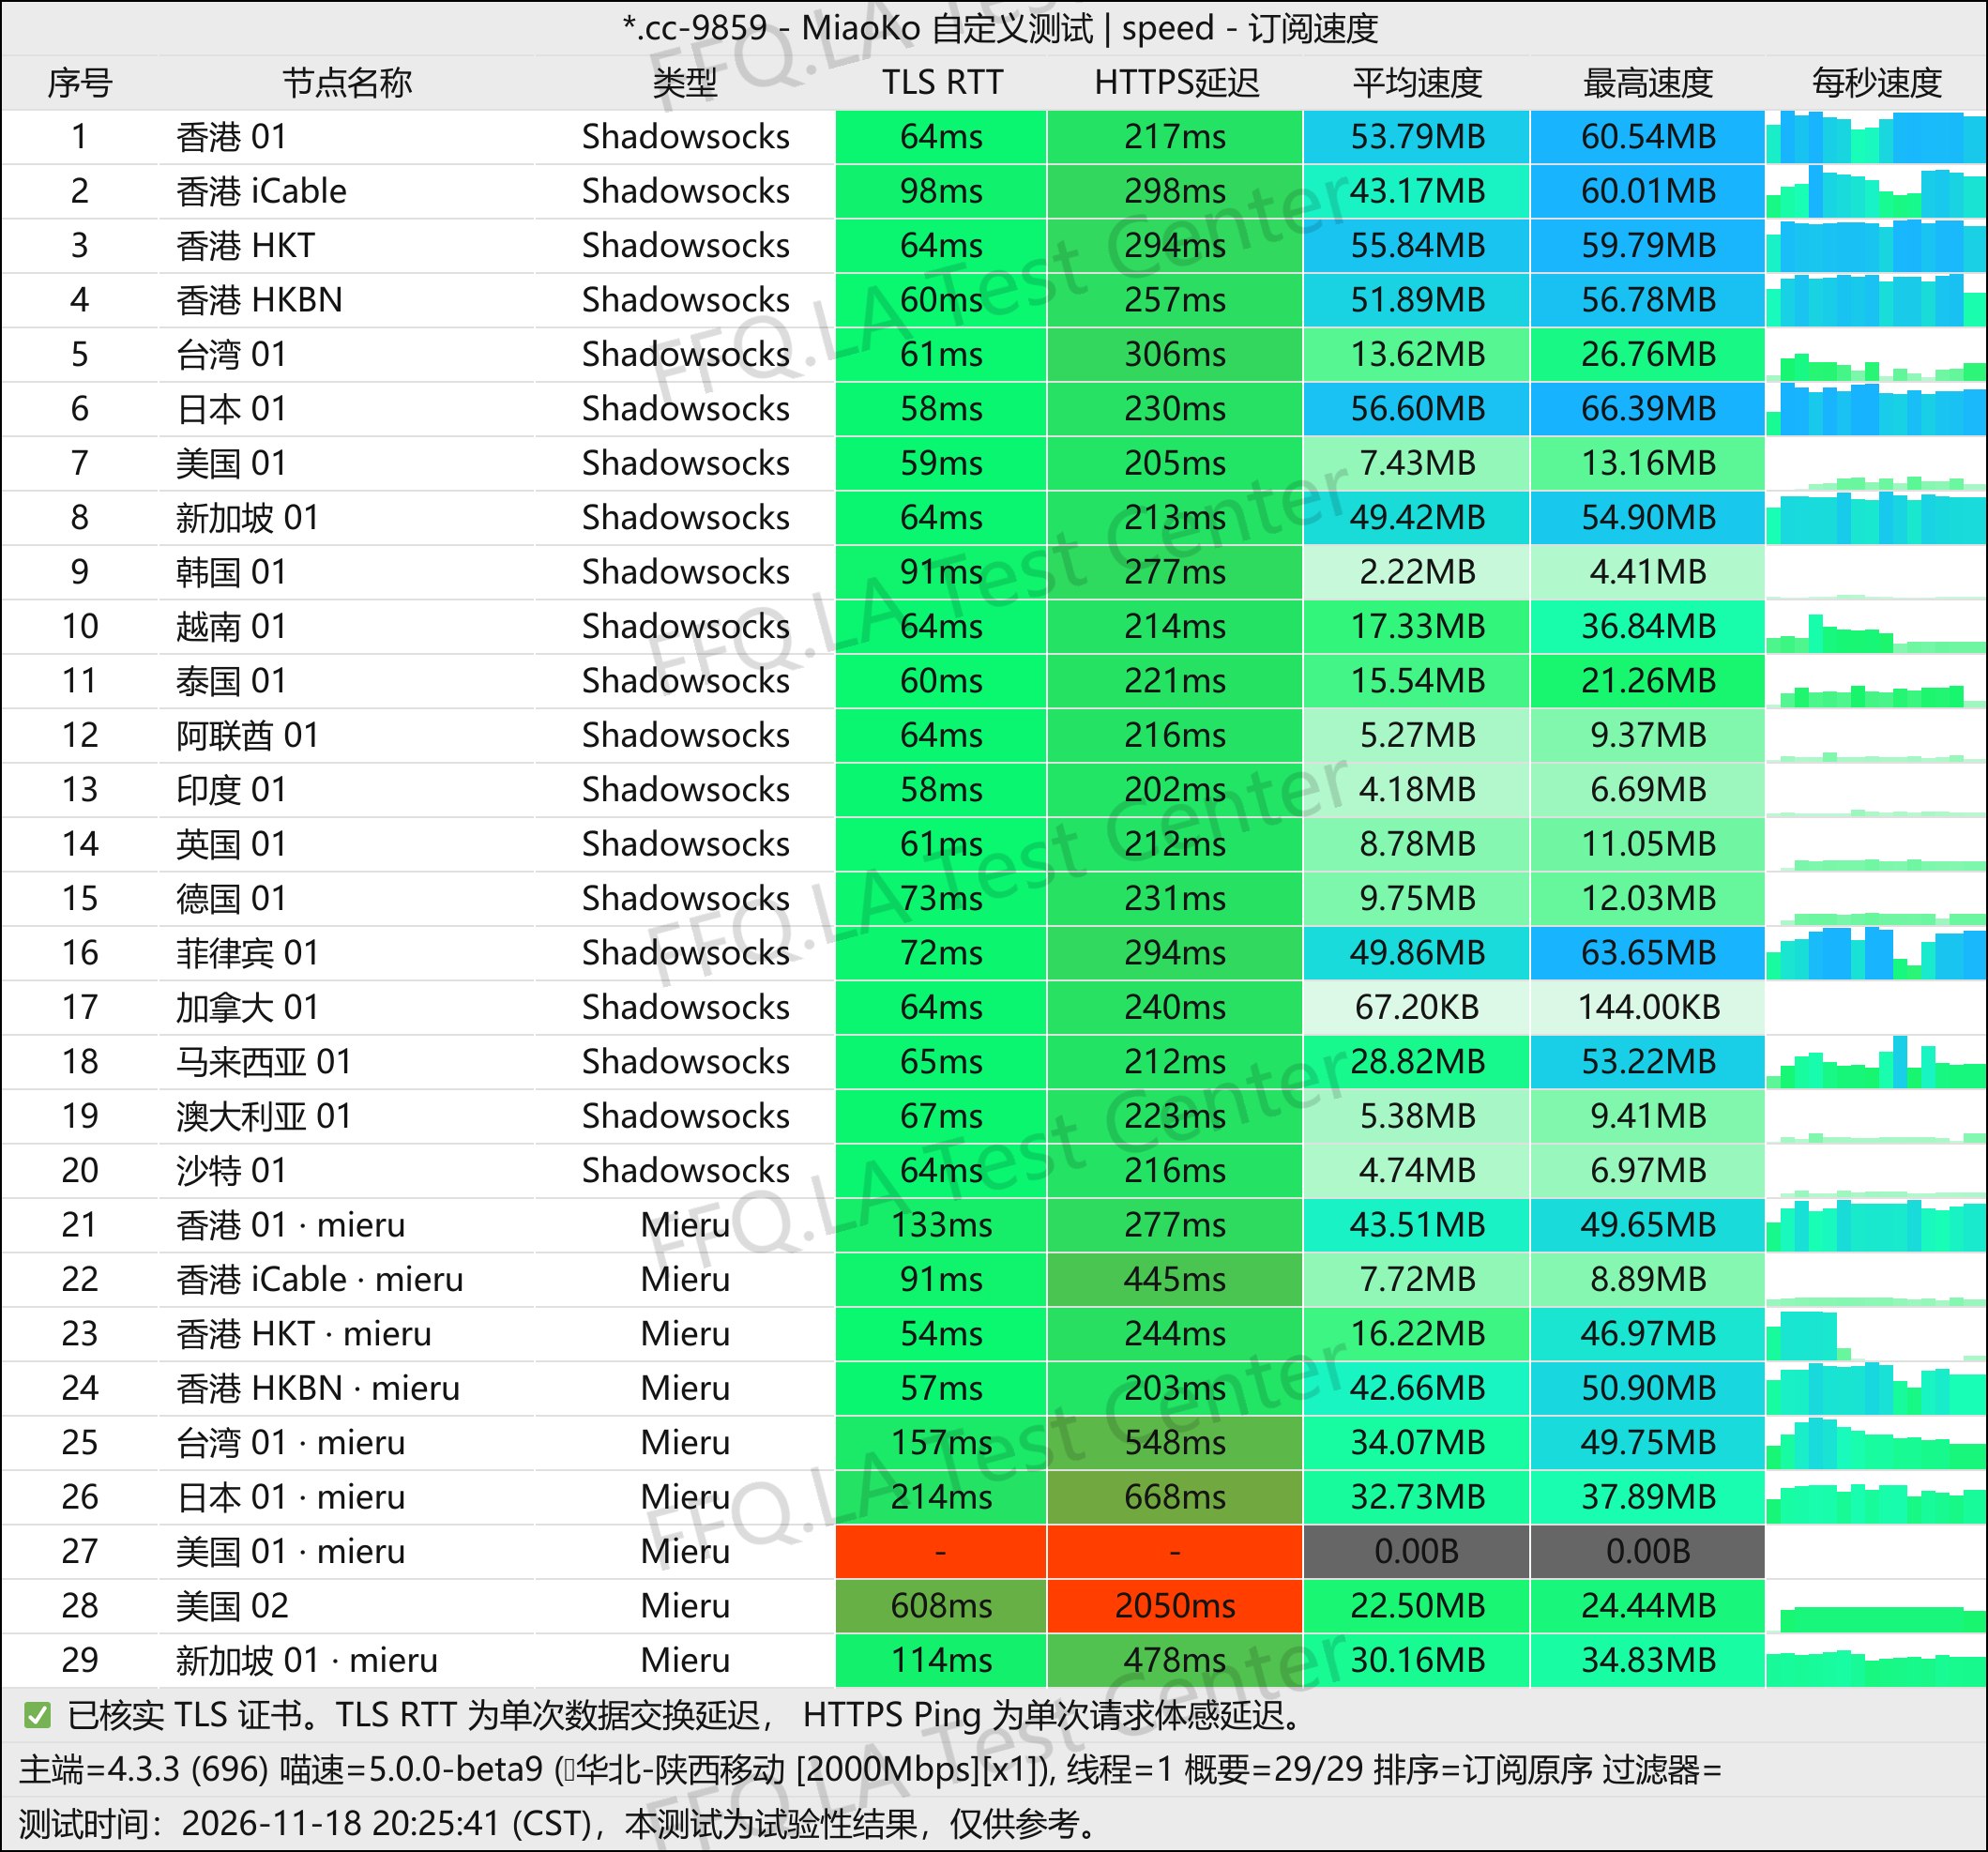 *.cc-9859 - MiaoKo 自定义测试 | speed - 订阅速度
序号 节点名称 类型 TLS RTT HTTPS延迟 平均速度 最高速度 每秒速度
1 香港 01 Shadowsocks 64ms 217ms 53.79MB 60.54MB
2 香港 iCable Shadowsocks 98ms 298ms 43.17MB 60.01MB
3 香港 HKT Shadowsocks 64ms 294ms 55.84MB 59.79MB
4 香港 HKBN Shadowsocks 60ms 257ms 51.89MB 56.78MB
5 台湾 01 Shadowsocks 61ms 306ms 13.62MB 26.76MB
6 日本 01 Shadowsocks 58ms 230ms 56.60MB 66.39MB
7 美国 01 Shadowsocks 59ms 205ms 7.43MB 13.16MB
8 新加坡 01 Shadowsocks 64ms 213ms 49.42MB 54.90MB
9 韩国 01 Shadowsocks 91ms 277ms 2.22MB 4.41MB
10 越南 01 Shadowsocks 64ms 214ms 17.33MB 36.84MB
11 泰国 01 Shadowsocks 60ms 221ms 15.54MB 21.26MB
12 阿联酋 01 Shadowsocks 64ms 216ms 5.27MB 9.37MB
13 印度 01 Shadowsocks 58ms 202ms 4.18MB 6.69MB
14 英国 01 Shadowsocks 61ms 212ms 8.78MB 11.05MB
15 德国 01 Shadowsocks 73ms 231ms 9.75MB 12.03MB
16 菲律宾 01 Shadowsocks 72ms 294ms 49.86MB 63.65MB
17 加拿大 01 Shadowsocks 64ms 240ms 67.20KB 144.00KB
18 马来西亚 01 Shadowsocks 65ms 212ms 28.82MB 53.22MB
19 澳大利亚 01 Shadowsocks 67ms 223ms 5.38MB 9.41MB
20 沙特 01 Shadowsocks 64ms 216ms 4.74MB 6.97MB
21 香港 01 · mieru Mieru 133ms 277ms 43.51MB 49.65MB
22 香港 iCable · mieru Mieru 91ms 445ms 7.72MB 8.89MB
23 香港 HKT · mieru Mieru 54ms 244ms 16.22MB 46.97MB
24 香港 HKBN · mieru Mieru 57ms 203ms 42.66MB 50.90MB
25 台湾 01 · mieru Mieru 157ms 548ms 34.07MB 49.75MB
26 日本 01 · mieru Mieru 214ms 668ms 32.73MB 37.89MB
27 美国 01 · mieru Mieru - - 0.00B 0.00B
28 美国 02 Mieru 608ms 2050ms 22.50MB 24.44MB
29 新加坡 01 · mieru Mieru 114ms 478ms 30.16MB 34.83MB
✅ 已核实 TLS 证书。TLS RTT 为单次数据交换延迟， HTTPS Ping 为单次请求体感延迟。
主端=4.3.3 (696) 喵速=5.0.0-beta9 (华北-陕西移动 [2000Mbps][x1]), 线程=1 概要=29/29 排序=订阅原序 过滤器=
测试时间：2026-11-18 20:25:41 (CST)，本测试为试验性结果，仅供参考。
FFQ.LA Test Center